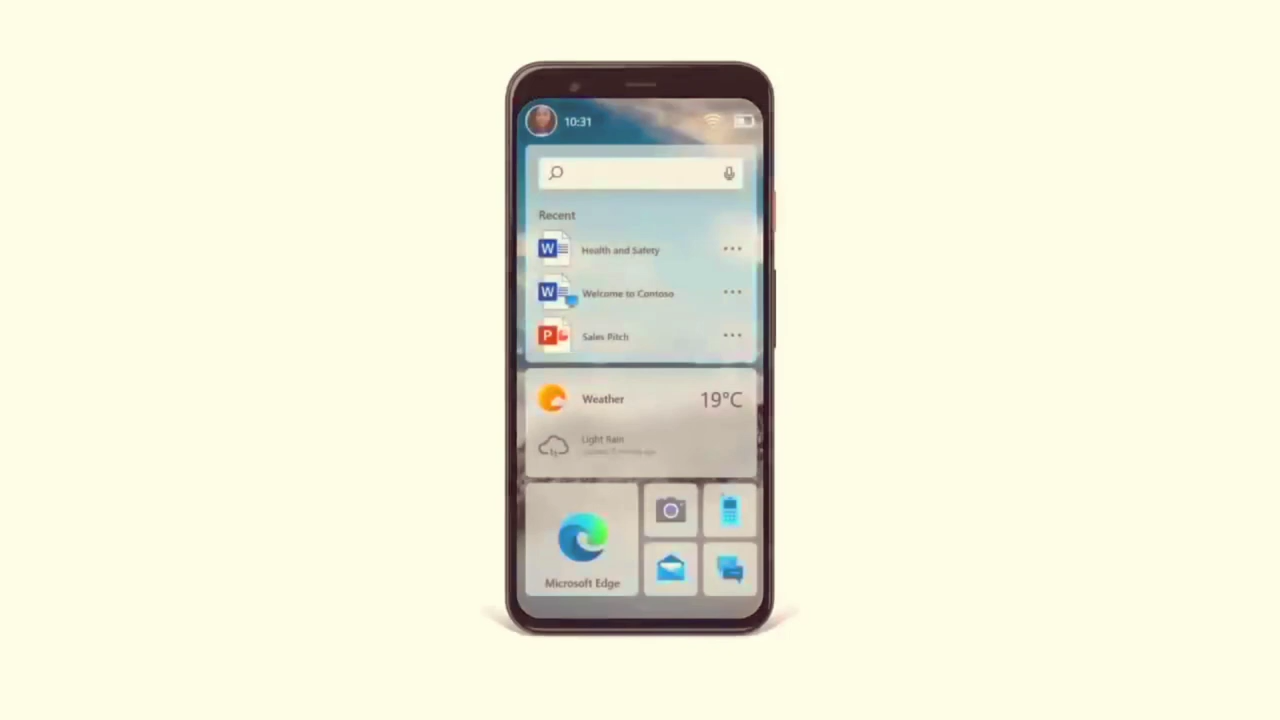 10:31
Recent
W Health and Safety
W Welcome to Contoso
P Sales Pitch
Weather 19°C
Light Rain
Microsoft Edge